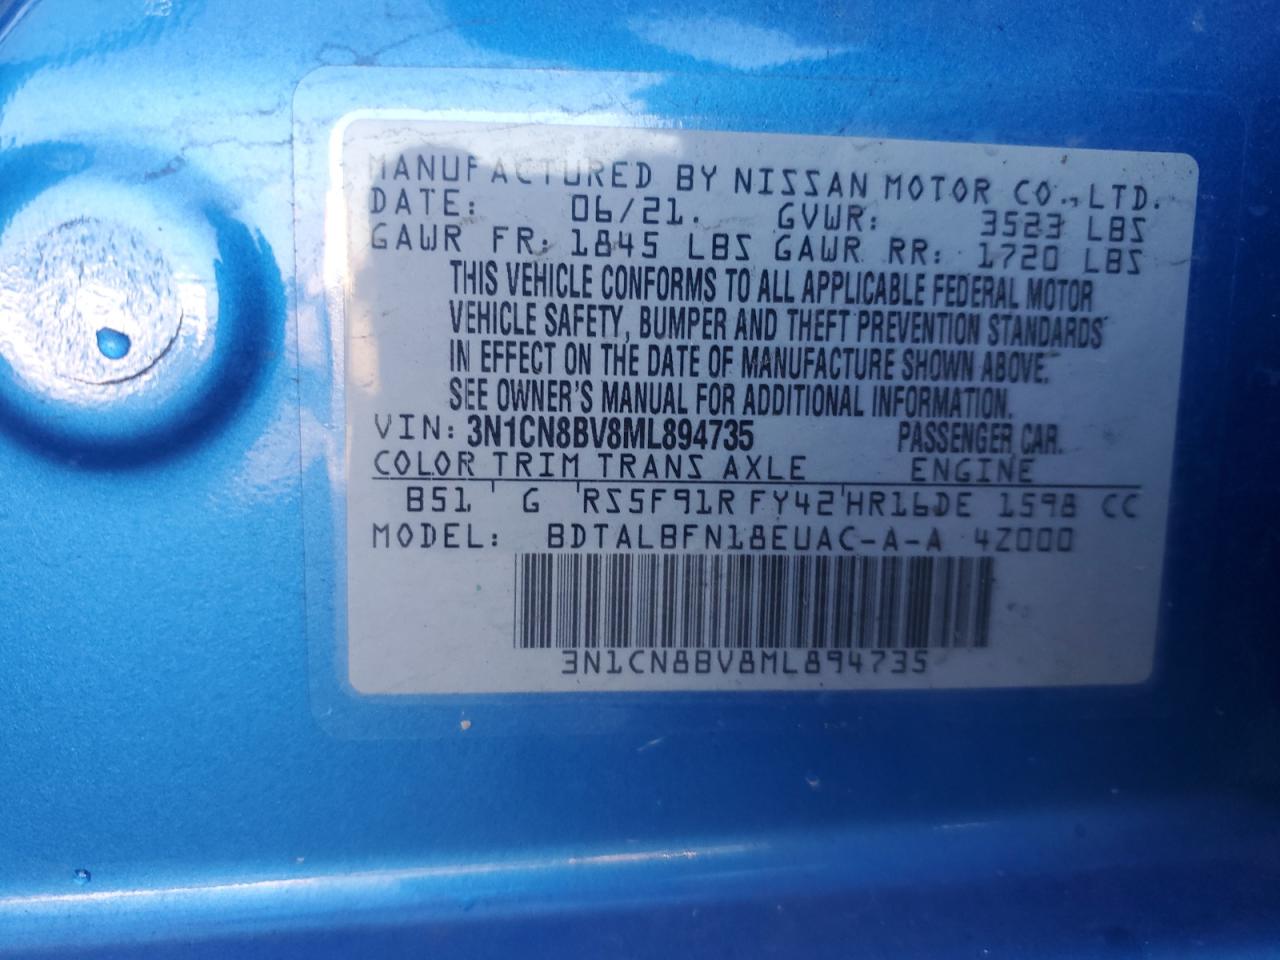 MANUFACTURED BY NISSAN MOTOR CO.,LTD.
DATE: 06/21. GVWR: 3523 LBS
GAWR FR: 1845 LBS GAWR RR: 1720 LBS
THIS VEHICLE CONFORMS TO ALL APPLICABLE FEDERAL MOTOR
VEHICLE SAFETY, BUMPER AND THEFT PREVENTION STANDARDS
IN EFFECT ON THE DATE OF MANUFACTURE SHOWN ABOVE.
SEE OWNER'S MANUAL FOR ADDITIONAL INFORMATION.
VIN: 3N1CN8BV8ML894735 PASSENGER CAR.
COLOR TRIM TRANS AXLE ENGINE
B51 G RS5F91R FY42 HR16DE 1598 CC
MODEL: BDTALBFN18EUAC-A-A 4Z000
3N1CN8BV8ML894735